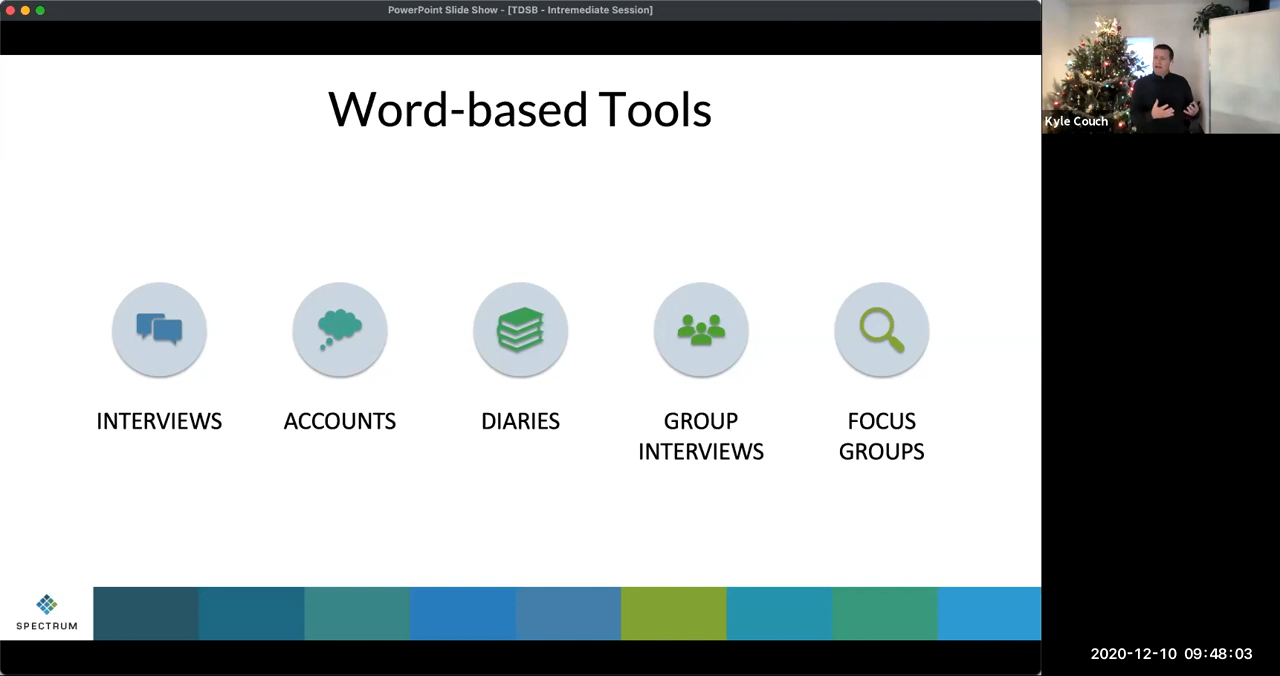 PowerPoint Slide Show - [TDSB - Intremediate Session]
Word-based Tools
Kyle Couch
INTERVIEWS
ACCOUNTS
DIARIES
GROUP
INTERVIEWS
FOCUS
GROUPS
SPECTRUM
2020-12-10 09:48:03